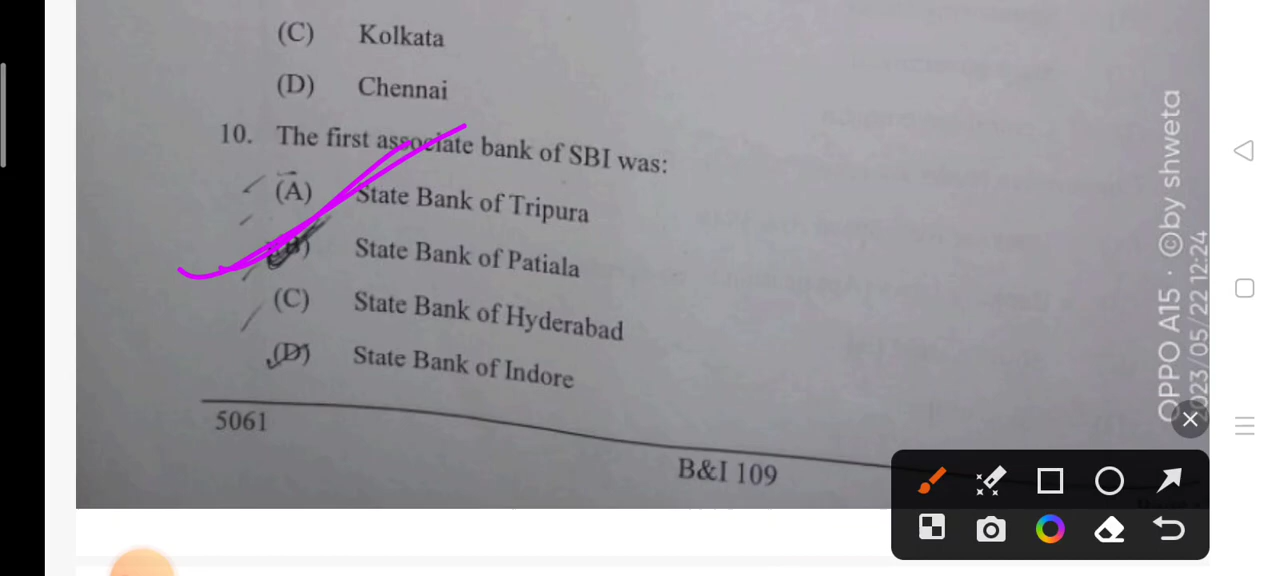 (C) Kolkata
(D) Chennai
10. The first associate bank of SBI was:
(A) State Bank of Tripura
(B) State Bank of Patiala
(C) State Bank of Hyderabad
(D) State Bank of Indore
5061
B&I 109
OPPO A15 · ©by shweta
2023/05/22 12:24